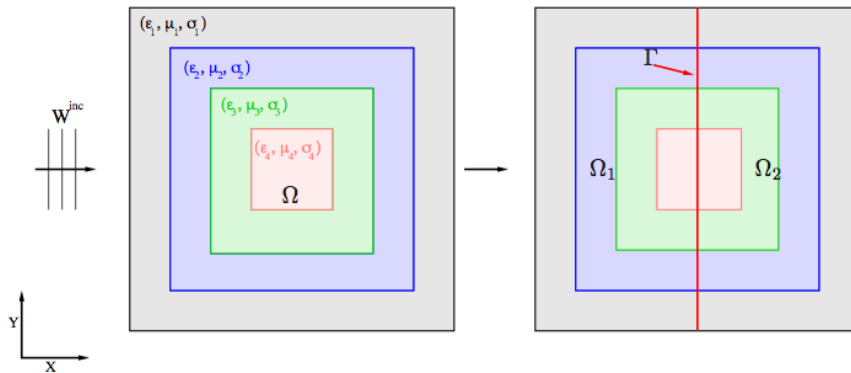 (ε₁, μ₁, σ₁)
(ε₂, μ₂, σ₂)
(ε₃, μ₃, σ₃)
(ε₄, μ₄, σ₄)
Ω
W^inc
Y
X
Γ
Ω₁
Ω₂